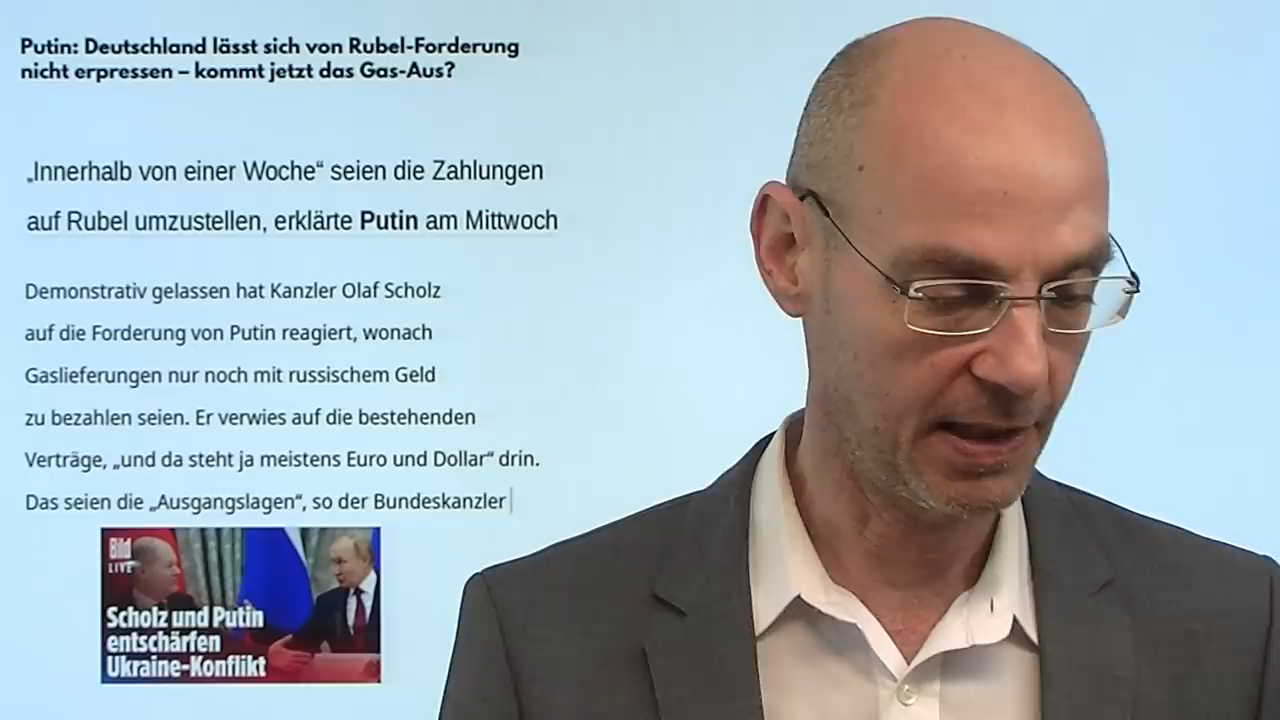 Putin: Deutschland lässt sich von Rubel-Forderung
nicht erpressen – kommt jetzt das Gas-Aus?
„Innerhalb von einer Woche“ seien die Zahlungen
auf Rubel umzustellen, erklärte Putin am Mittwoch
Demonstrativ gelassen hat Kanzler Olaf Scholz
auf die Forderung von Putin reagiert, wonach
Gaslieferungen nur noch mit russischem Geld
zu bezahlen seien. Er verwies auf die bestehenden
Verträge, „und da steht ja meistens Euro und Dollar“ drin.
Das seien die „Ausgangslagen“, so der Bundeskanzler
Bild
LIVE
Scholz und Putin
entschärfen
Ukraine-Konflikt